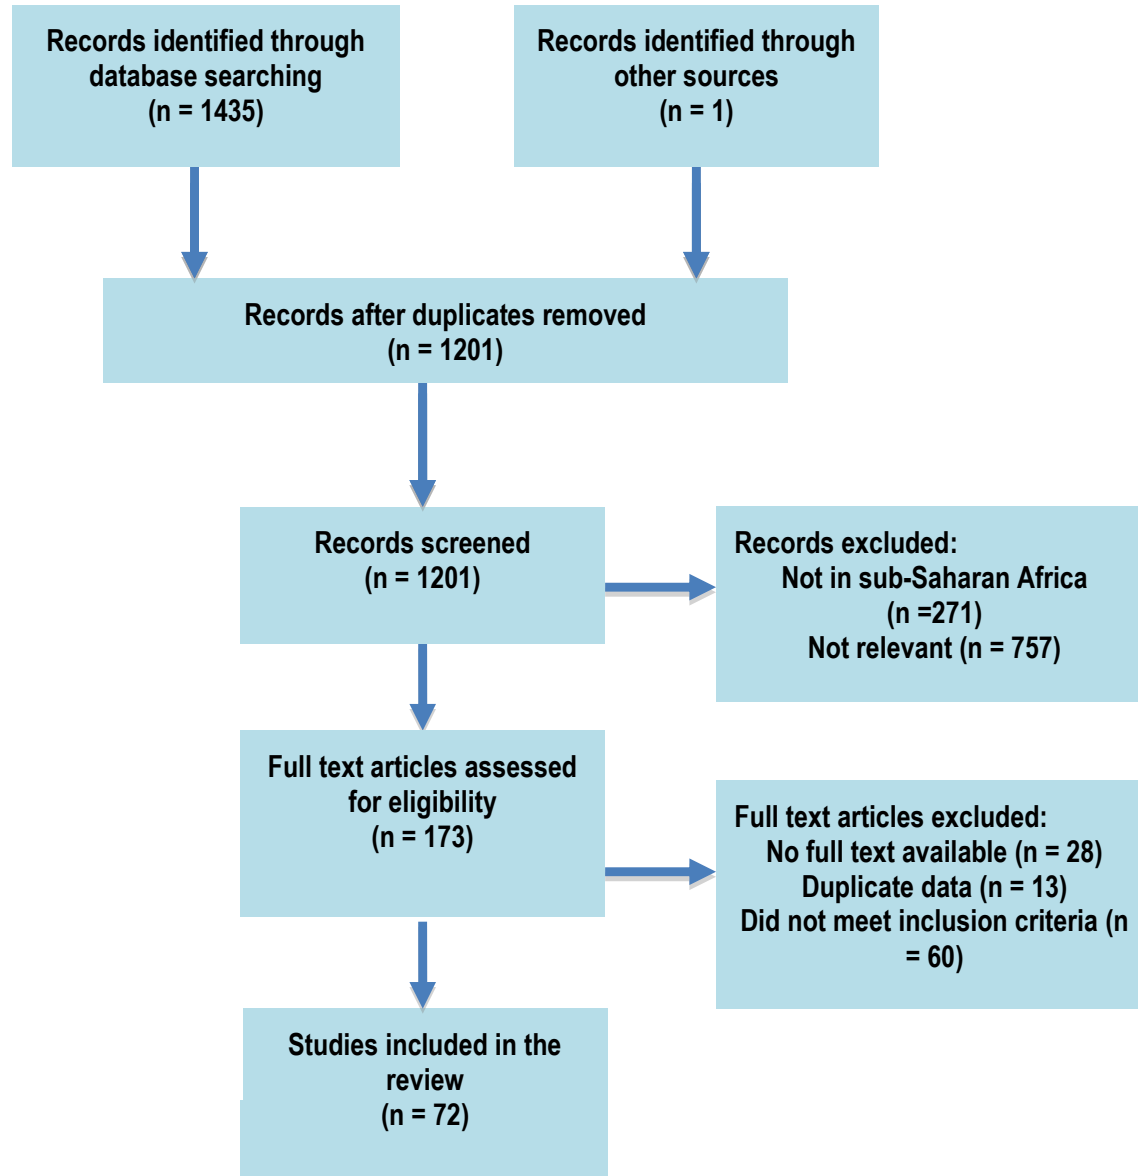 Records identified through
database searching
(n = 1435)
Records identified through
other sources
(n = 1)
Records after duplicates removed
(n = 1201)
Records screened
(n = 1201)
Records excluded:
Not in sub-Saharan Africa
(n =271)
Not relevant (n = 757)
Full text articles assessed
for eligibility
(n = 173)
Full text articles excluded:
No full text available (n = 28)
Duplicate data (n = 13)
Did not meet inclusion criteria (n
= 60)
Studies included in the
review
(n = 72)